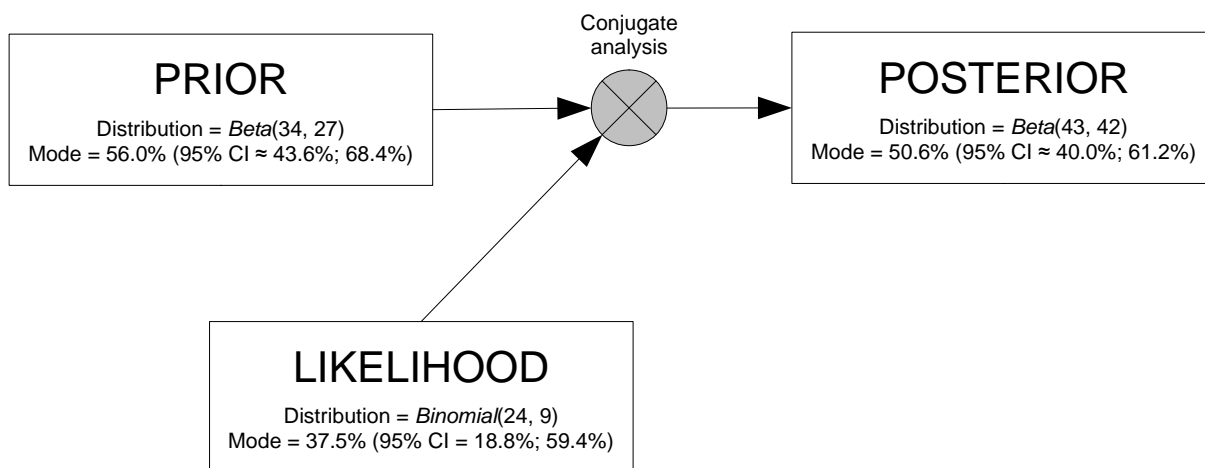 Conjugate
analysis
PRIOR
Distribution = Beta(34, 27)
Mode = 56.0% (95% CI ≈ 43.6%; 68.4%)
POSTERIOR
Distribution = Beta(43, 42)
Mode = 50.6% (95% CI ≈ 40.0%; 61.2%)
LIKELIHOOD
Distribution = Binomial(24, 9)
Mode = 37.5% (95% CI = 18.8%; 59.4%)